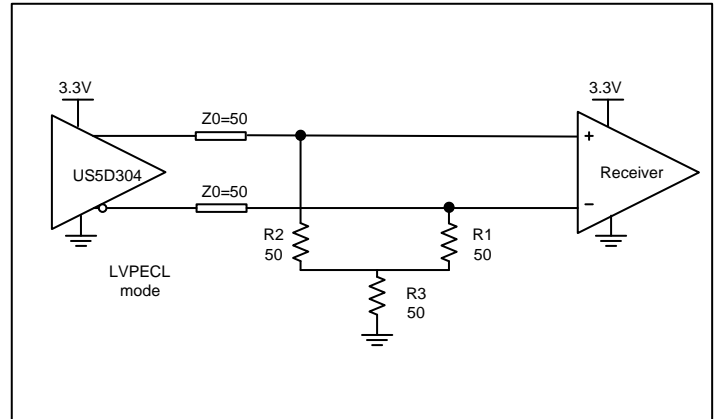 3.3V
3.3V
Z0=50
+
US5D304
Receiver
Z0=50
−
R2
50
R1
50
LVPECL
mode
R3
50